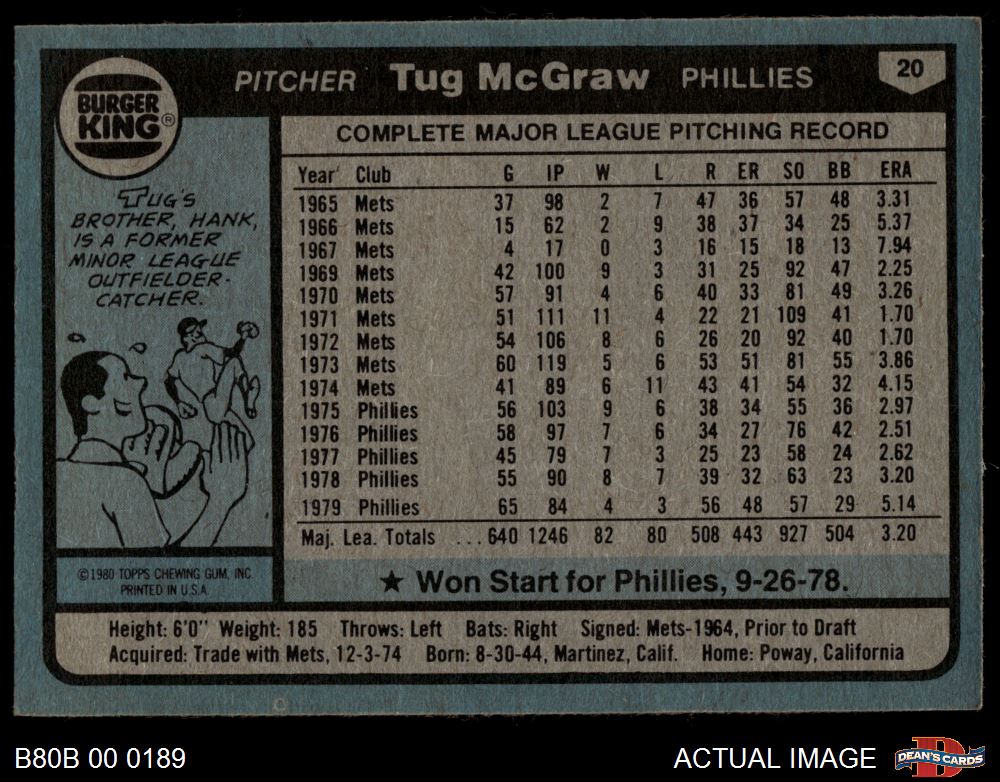 PITCHER Tug McGraw PHILLIES 20
BURGER KING ®
TUG'S
BROTHER, HANK,
IS A FORMER
MINOR LEAGUE
OUTFIELDER-
CATCHER.
COMPLETE MAJOR LEAGUE PITCHING RECORD
Year Club G IP W L R ER SO BB ERA
1965 Mets 37 98 2 7 47 36 57 48 3.31
1966 Mets 15 62 2 9 38 37 34 25 5.37
1967 Mets 4 17 0 3 16 15 18 13 7.94
1969 Mets 42 100 9 3 31 25 92 47 2.25
1970 Mets 57 91 4 6 40 33 81 49 3.26
1971 Mets 51 111 11 4 22 21 109 41 1.70
1972 Mets 54 106 8 6 26 20 92 40 1.70
1973 Mets 60 119 5 6 53 51 81 55 3.86
1974 Mets 41 89 6 11 43 41 54 32 4.15
1975 Phillies 56 103 9 6 38 34 55 36 2.97
1976 Phillies 58 97 7 6 34 27 76 42 2.51
1977 Phillies 45 79 7 3 25 23 58 24 2.62
1978 Phillies 55 90 8 7 39 32 63 23 3.20
1979 Phillies 65 84 4 3 56 48 57 29 5.14
Maj. Lea. Totals ...640 1246 82 80 508 443 927 504 3.20
©1980 TOPPS CHEWING GUM, INC.
PRINTED IN U.S.A.
★ Won Start for Phillies, 9-26-78.
Height: 6'0" Weight: 185 Throws: Left Bats: Right Signed: Mets-1964, Prior to Draft
Acquired: Trade with Mets, 12-3-74 Born: 8-30-44, Martinez, Calif. Home: Poway, California
B80B 00 0189 ACTUAL IMAGE D DEAN'S CARDS